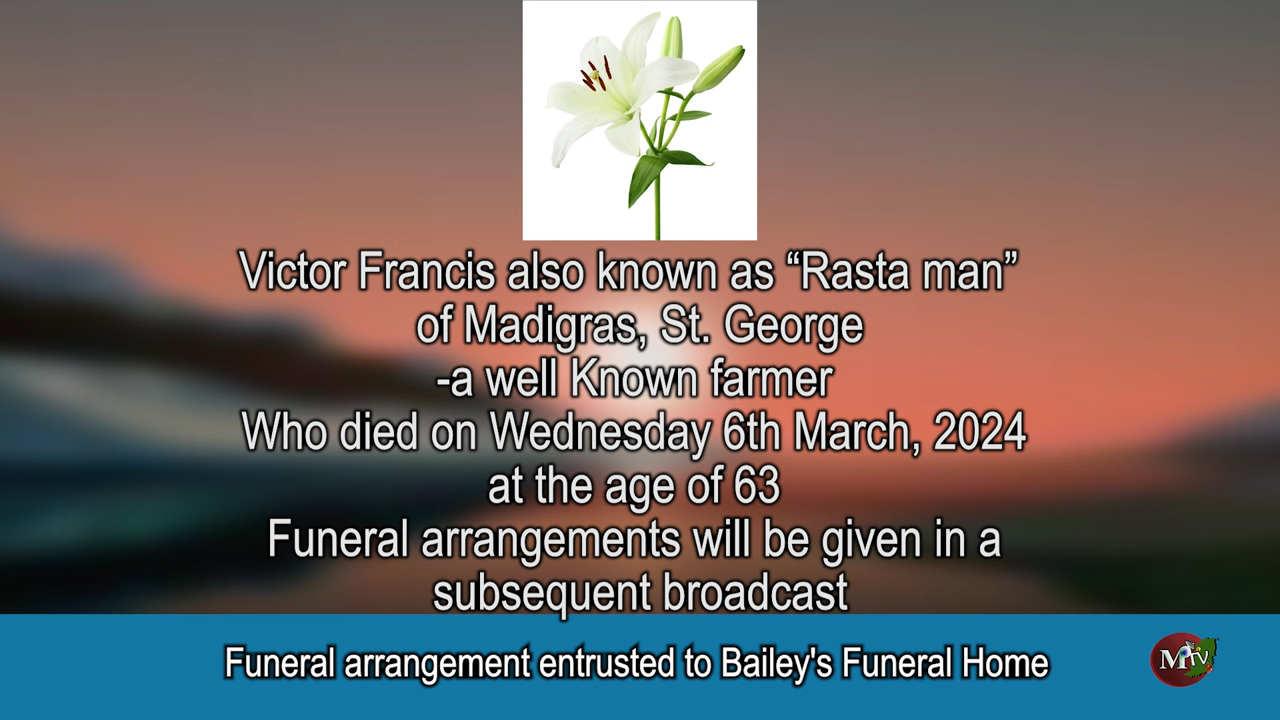 Victor Francis also known as “Rasta man”
of Madigras, St. George
-a well Known farmer
Who died on Wednesday 6th March, 2024
at the age of 63
Funeral arrangements will be given in a
subsequent broadcast
Funeral arrangement entrusted to Bailey's Funeral Home
MTV